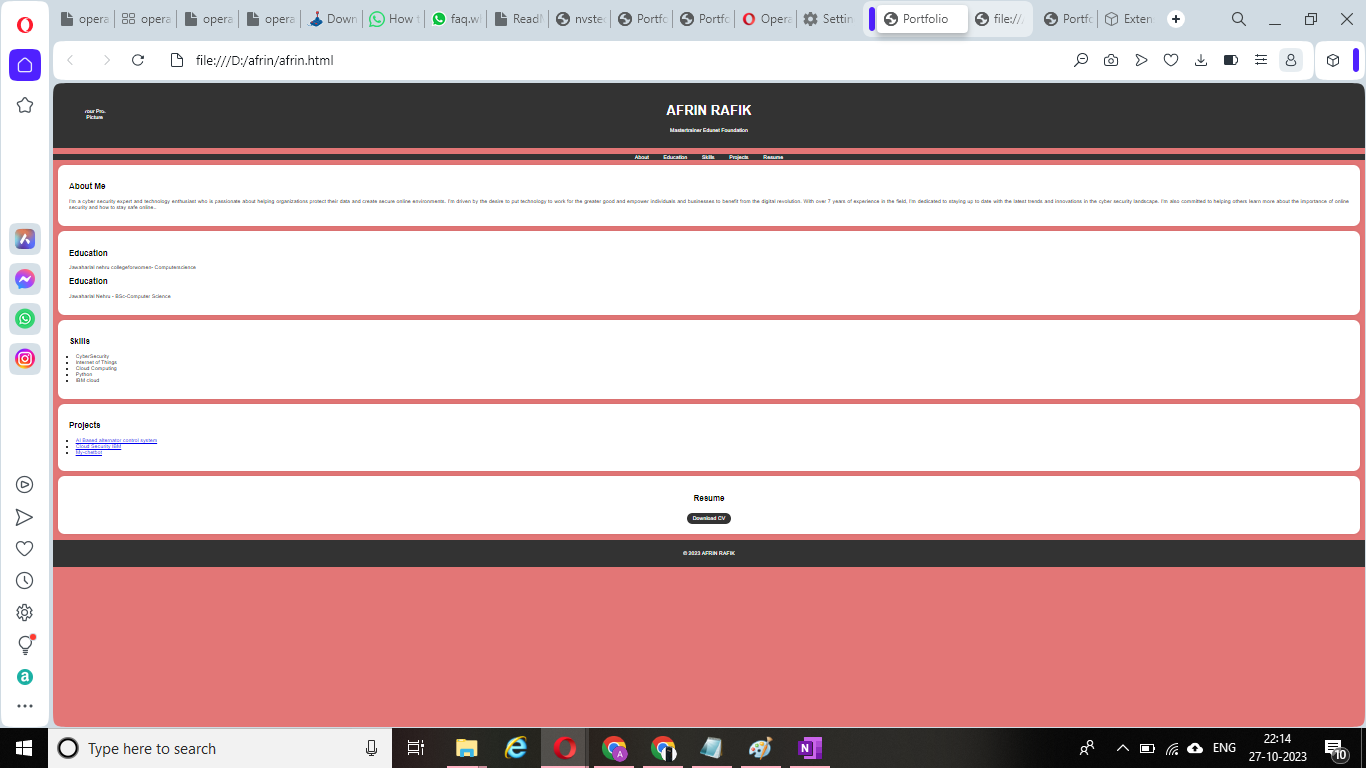 opera
opera
opera
opera
Down
How t
faq.wh
Read
nvste
Portfo
Portfo
Opera
Settin
Portfolio
file:///
Portfo
Exten
file:///D:/afrin/afrin.html
our Pro
Picture
AFRIN RAFIK
Mastertrainer Edunet Foundation
About Education Skills Projects Resume
About Me
I'm a cyber security expert and technology enthusiast who is passionate about helping organizations protect their data and create secure online environments. I'm driven by the desire to put technology to work for the greater good and empower individuals and businesses to benefit from the digital revolution. With over 7 years of experience in the field, I'm dedicated to staying up to date with the latest trends and innovations in the cyber security landscape. I'm also committed to helping others learn more about the importance of online
security and how to stay safe online..
Education
Jawaharlal nehru collegeforwomen- Computerscience
Education
Jawaharlal Nehru - BSc-Computer Science
Skills
CyberSecurity
Internet of Things
Cloud Computing
Python
IBM cloud
Projects
AI Based alternator control system
Cloud Security IBM
My-chatbot
Resume
Download CV
© 2023 AFRIN RAFIK
Type here to search
ENG
22:14
27-10-2023
10